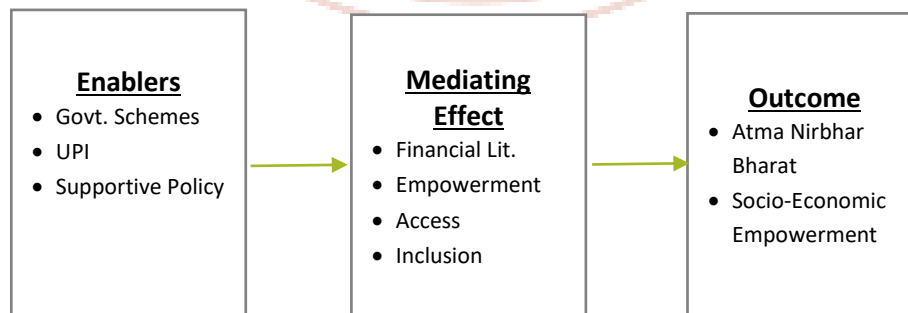 Enablers
• Govt. Schemes
• UPI
• Supportive Policy
Mediating
Effect
• Financial Lit.
• Empowerment
• Access
• Inclusion
Outcome
• Atma Nirbhar
Bharat
• Socio-Economic
Empowerment